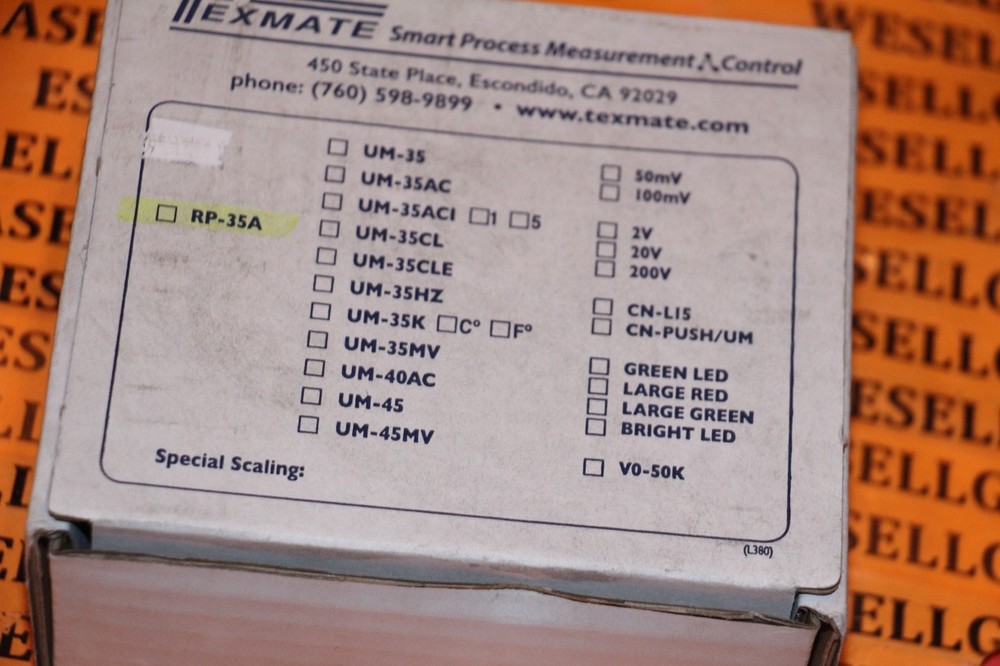 TEXMATE Smart Process Measurement & Control
450 State Place, Escondido, CA 92029
phone: (760) 598-9899 • www.texmate.com
RP-35A
UM-35
UM-35AC
UM-35ACI 1 5
UM-35CL
UM-35CLE
UM-35HZ
UM-35K C° F°
UM-35MV
UM-40AC
UM-45
UM-45MV
50mV
100mV
2V
20V
200V
CN-L15
CN-PUSH/UM
GREEN LED
LARGE RED
LARGE GREEN
BRIGHT LED
V0-50K
Special Scaling:
(L380)